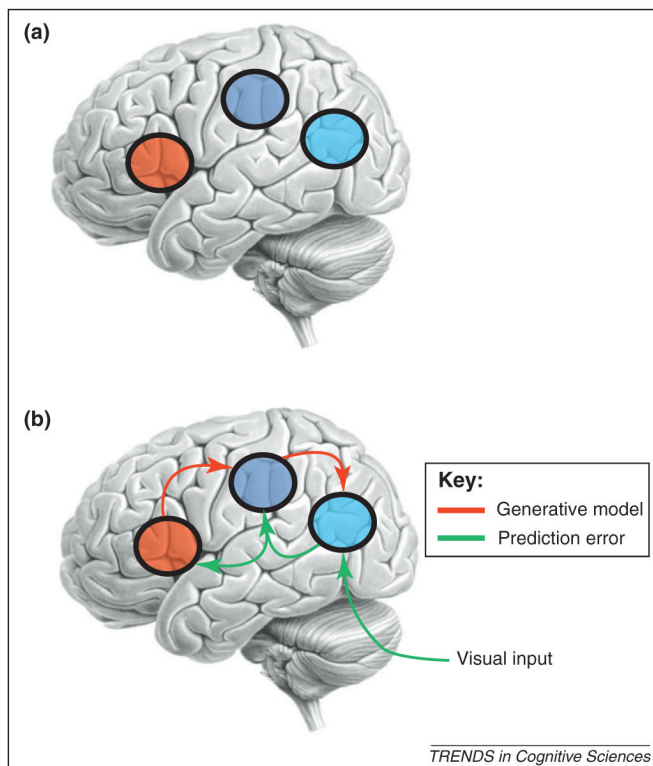 (a)
(b)
Key:
Generative model
Prediction error
Visual input
TRENDS in Cognitive Sciences